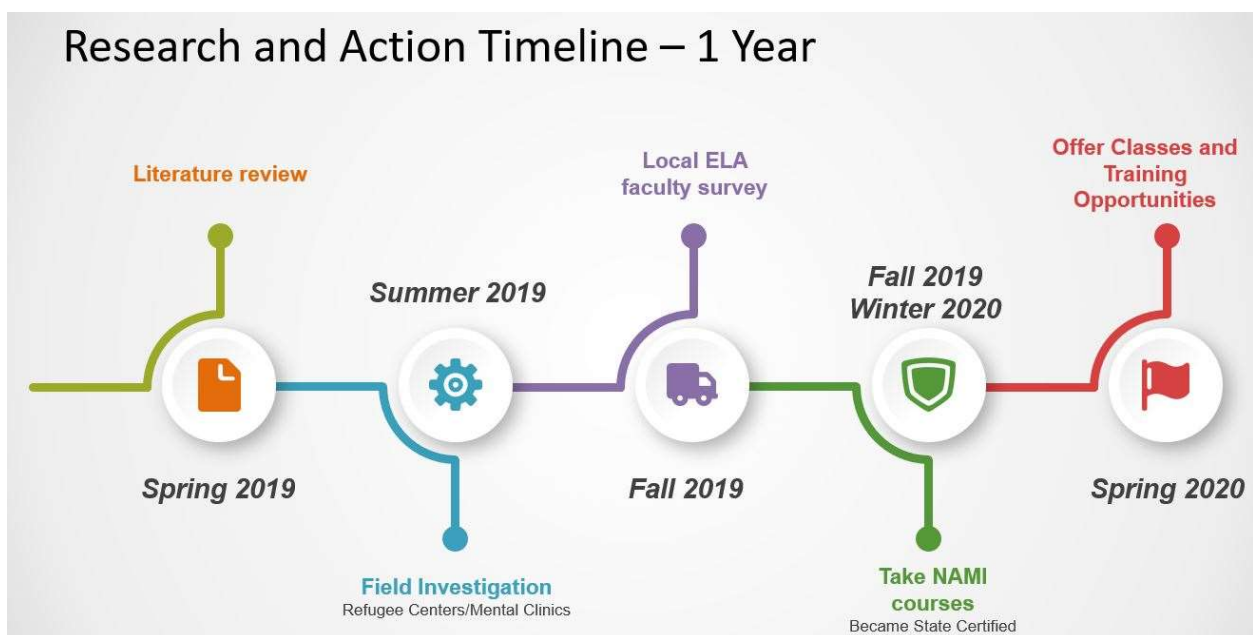 Research and Action Timeline – 1 Year
Literature review
Spring 2019
Summer 2019
Field Investigation
Refugee Centers/Mental Clinics
Local ELA
faculty survey
Fall 2019
Fall 2019
Winter 2020
Take NAMI
courses
Became State Certified
Offer Classes and
Training
Opportunities
Spring 2020